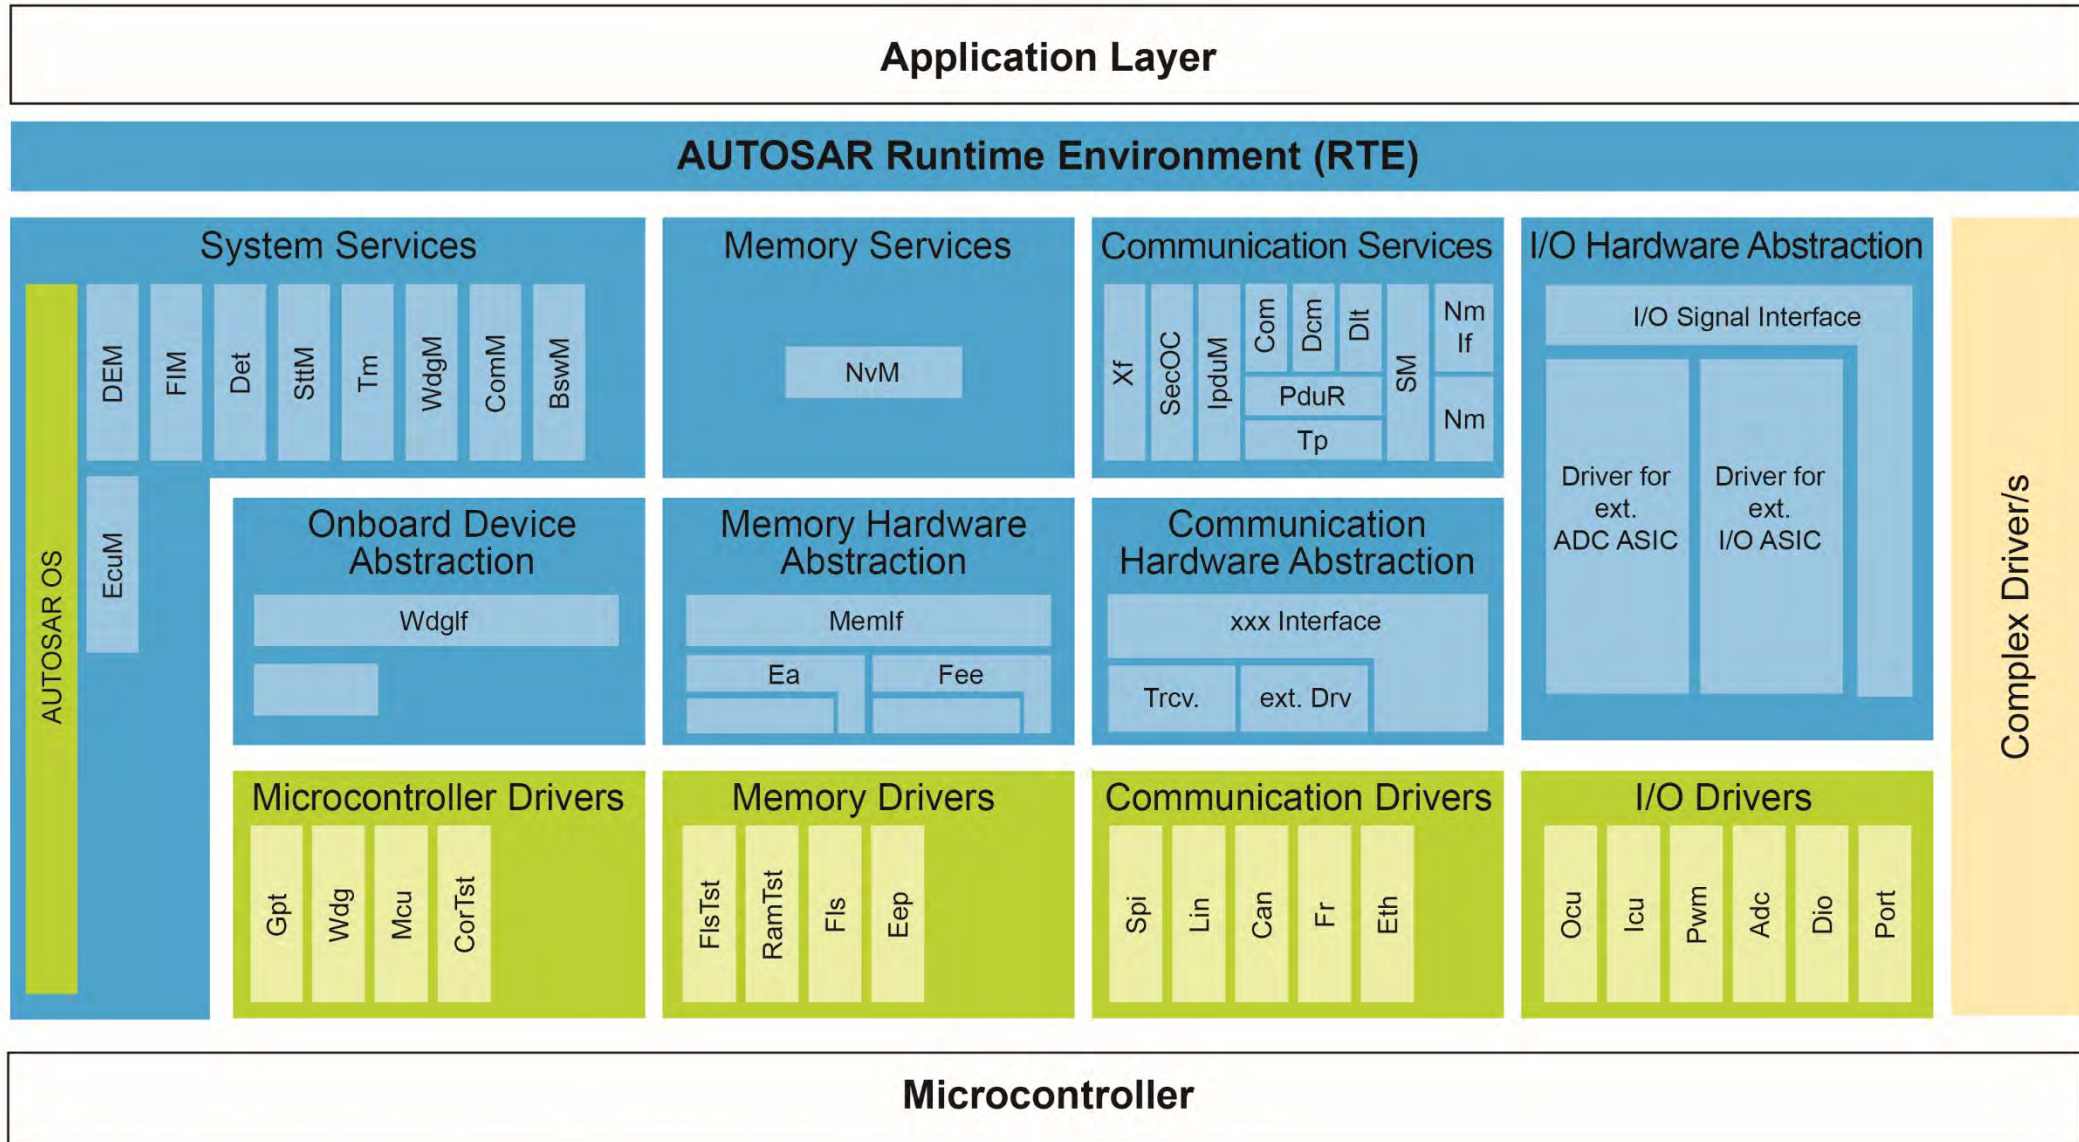 Application Layer
AUTOSAR Runtime Environment (RTE)
System Services
AUTOSAR OS
DEM
FIM
Det
SttM
Tm
WdgM
ComM
BswM
EcuM
Memory Services
NvM
Communication Services
Xf
SecOC
IpduM
Com
Dcm
Dlt
PduR
Tp
SM
Nm
If
Nm
I/O Hardware Abstraction
I/O Signal Interface
Driver for
ext.
ADC ASIC
Driver for
ext.
I/O ASIC
Complex Driver/s
Onboard Device
Abstraction
WdgIf
Memory Hardware
Abstraction
MemIf
Ea
Fee
Communication
Hardware Abstraction
xxx Interface
Trcv.
ext. Drv
Microcontroller Drivers
Gpt
Wdg
Mcu
CorTst
Memory Drivers
FlsTst
RamTst
Fls
Eep
Communication Drivers
Spi
Lin
Can
Fr
Eth
I/O Drivers
Ocu
Icu
Pwm
Adc
Dio
Port
Microcontroller